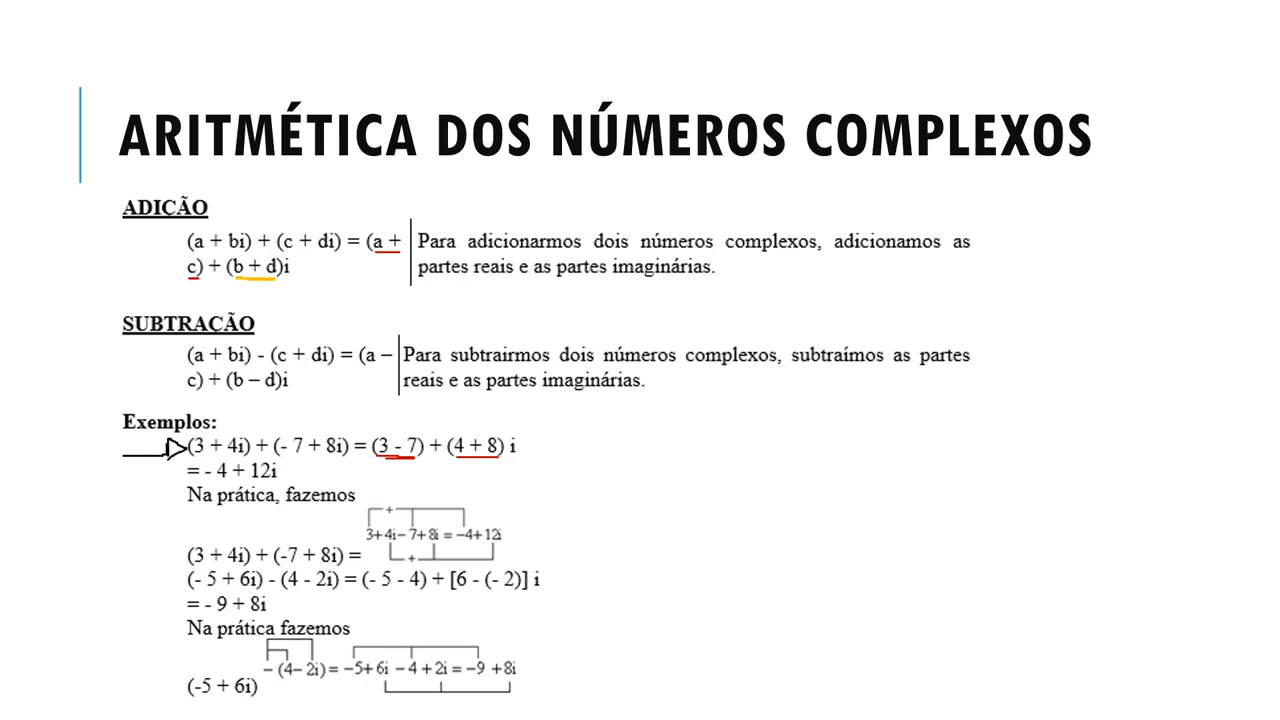 ARITMÉTICA DOS NÚMEROS COMPLEXOS
ADIÇÃO
(a + bi) + (c + di) = (a +
c) + (b + d)i
Para adicionarmos dois números complexos, adicionamos as
partes reais e as partes imaginárias.
SUBTRAÇÃO
(a + bi) - (c + di) = (a –
c) + (b – d)i
Para subtrairmos dois números complexos, subtraímos as partes
reais e as partes imaginárias.
Exemplos:
(3 + 4i) + (- 7 + 8i) = (3 - 7) + (4 + 8) i
= - 4 + 12i
Na prática, fazemos
+
3+4i–7+8i = –4+12i
+
(3 + 4i) + (-7 + 8i) =
(- 5 + 6i) - (4 - 2i) = (- 5 - 4) + [6 - (- 2)] i
= - 9 + 8i
Na prática fazemos
– (4– 2i) = –5+ 6i – 4 + 2i = –9 +8i
(-5 + 6i)